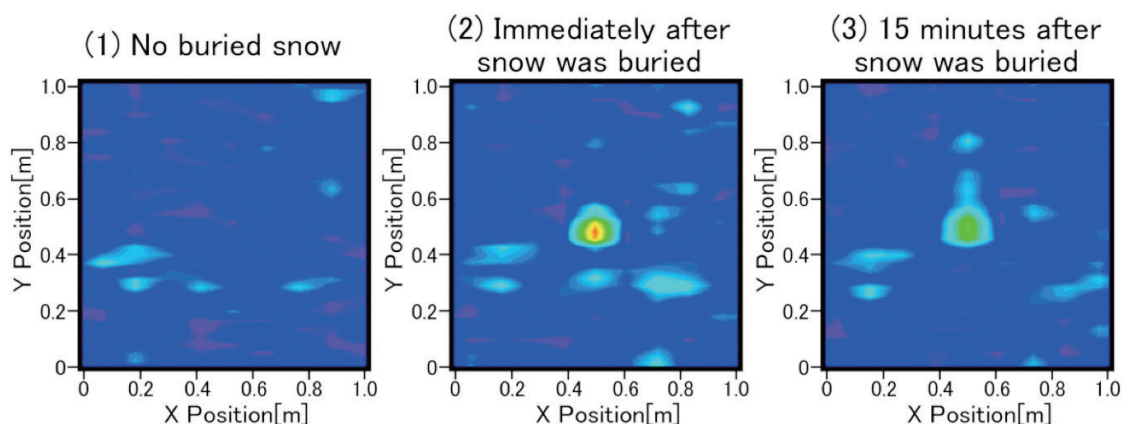 (1) No buried snow
(2) Immediately after
snow was buried
(3) 15 minutes after
snow was buried
Y Position[m]
1.0
0.8
0.6
0.4
0.2
0
0 0.2 0.4 0.6 0.8 1.0
X Position[m]
Y Position[m]
1.0
0.8
0.6
0.4
0.2
0
0 0.2 0.4 0.6 0.8 1.0
X Position[m]
Y Position[m]
1.0
0.8
0.6
0.4
0.2
0
0 0.2 0.4 0.6 0.8 1.0
X Position[m]